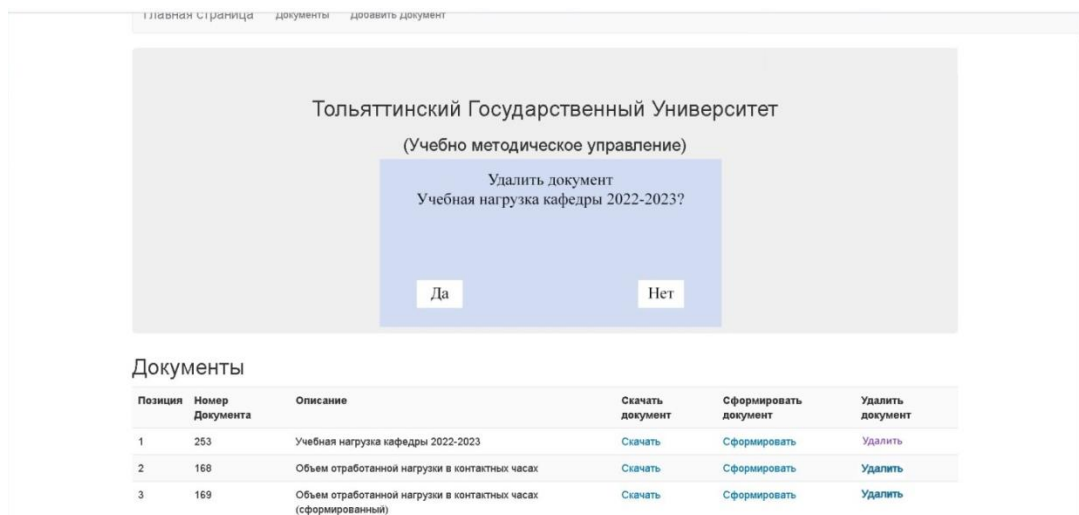 Главная Страница Документы Добавить Документ
Тольяттинский Государственный Университет
(Учебно методическое управление)
Удалить документ
Учебная нагрузка кафедры 2022-2023?
Да Нет
Документы
Позиция Номер Документа Описание Скачать документ Сформировать документ Удалить документ
1 253 Учебная нагрузка кафедры 2022-2023 Скачать Сформировать Удалить
2 168 Объем отработанной нагрузки в контактных часах Скачать Сформировать Удалить
3 169 Объем отработанной нагрузки в контактных часах (сформированный) Скачать Сформировать Удалить